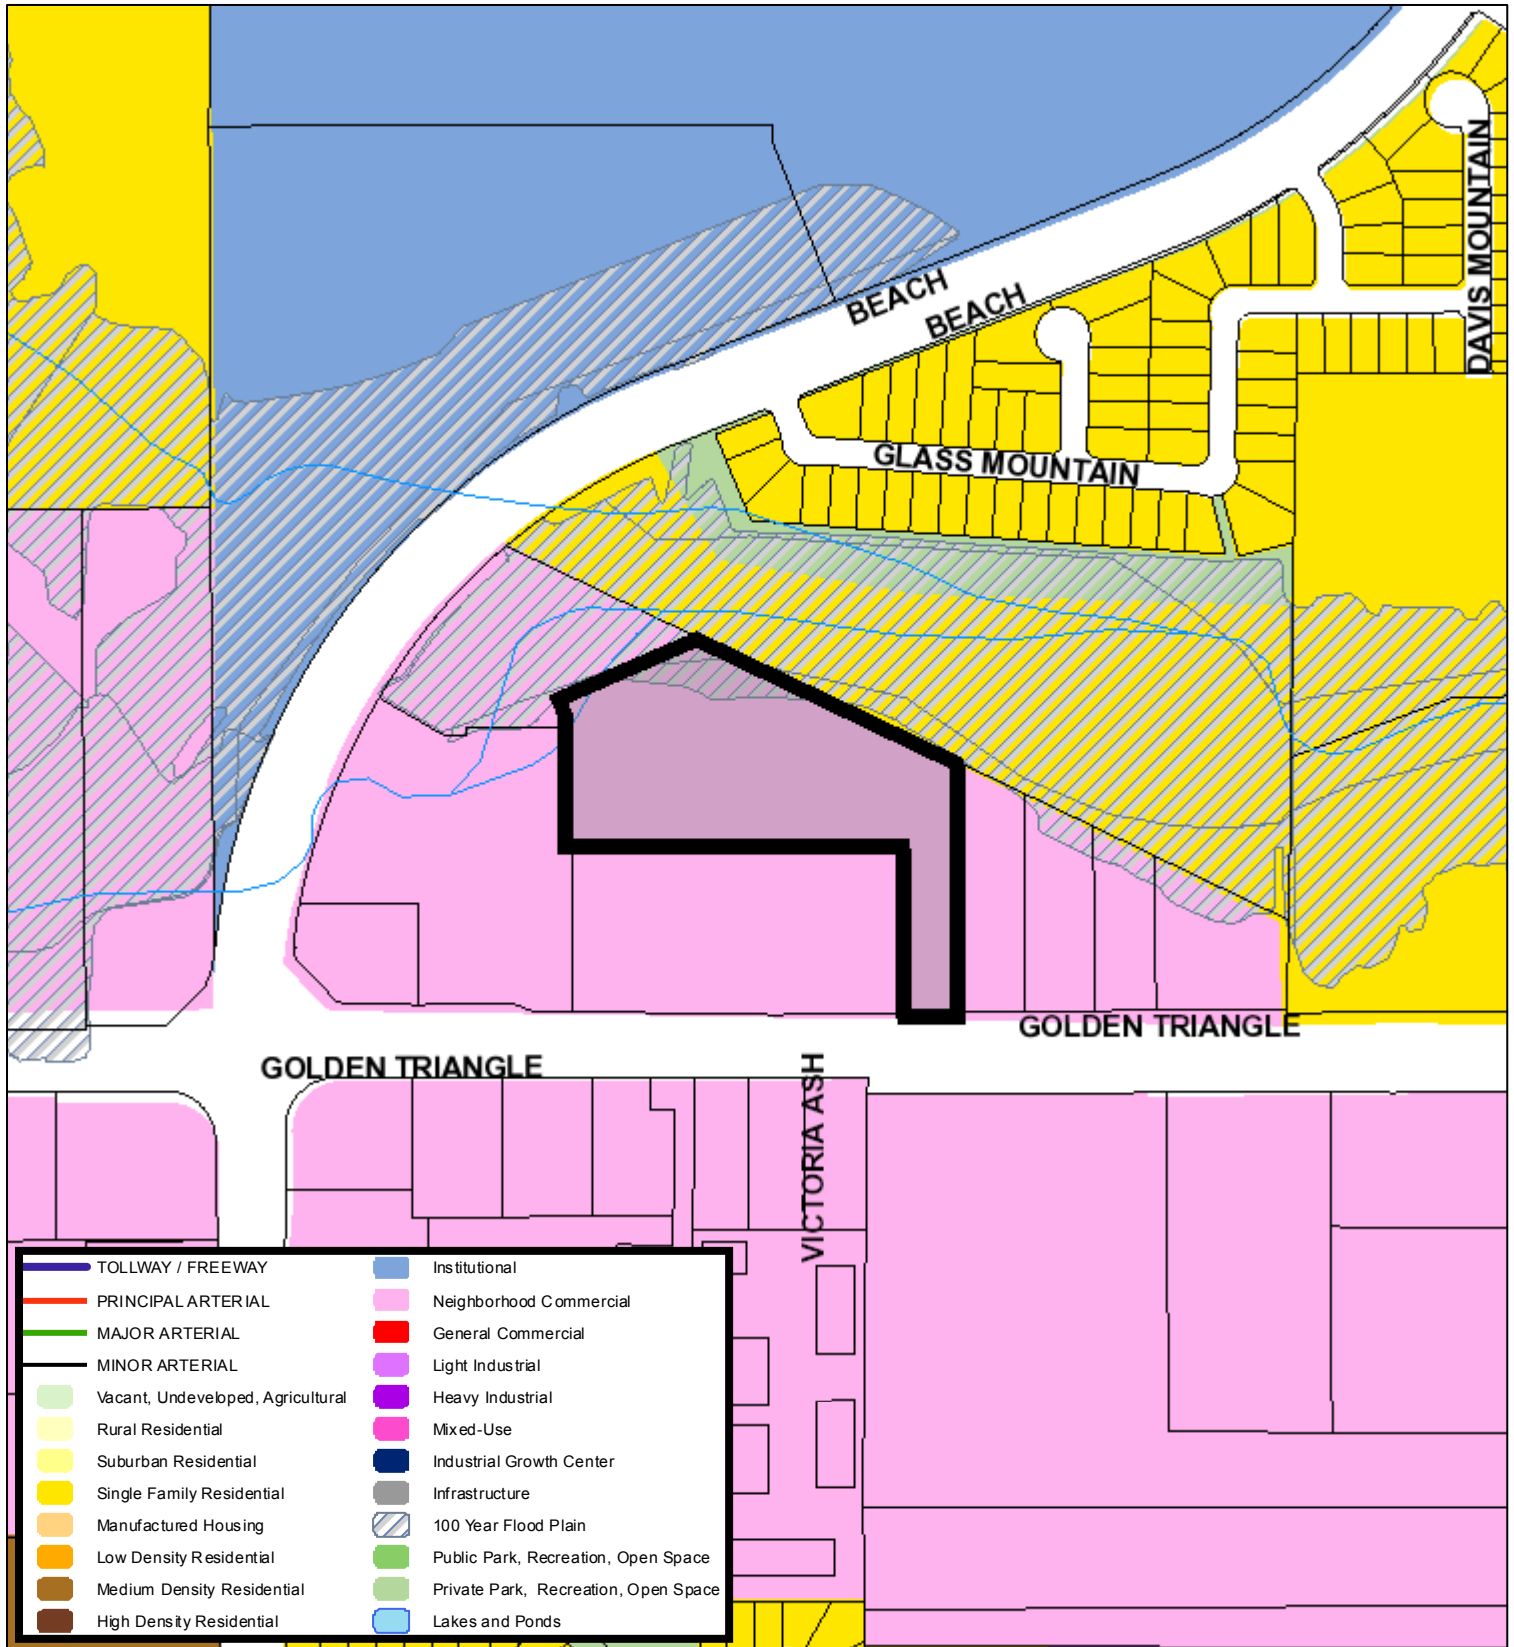 DAVIS MOUNTAIN
BEACH
BEACH
GLASS MOUNTAIN
GOLDEN TRIANGLE
GOLDEN TRIANGLE
VICTORIA ASH
TOLLWAY / FREEWAY
PRINCIPAL ARTERIAL
MAJOR ARTERIAL
MINOR ARTERIAL
Vacant, Undeveloped, Agricultural
Rural Residential
Suburban Residential
Single Family Residential
Manufactured Housing
Low Density Residential
Medium Density Residential
High Density Residential
Institutional
Neighborhood Commercial
General Commercial
Light Industrial
Heavy Industrial
Mixed-Use
Industrial Growth Center
Infrastructure
100 Year Flood Plain
Public Park, Recreation, Open Space
Private Park, Recreation, Open Space
Lakes and Ponds